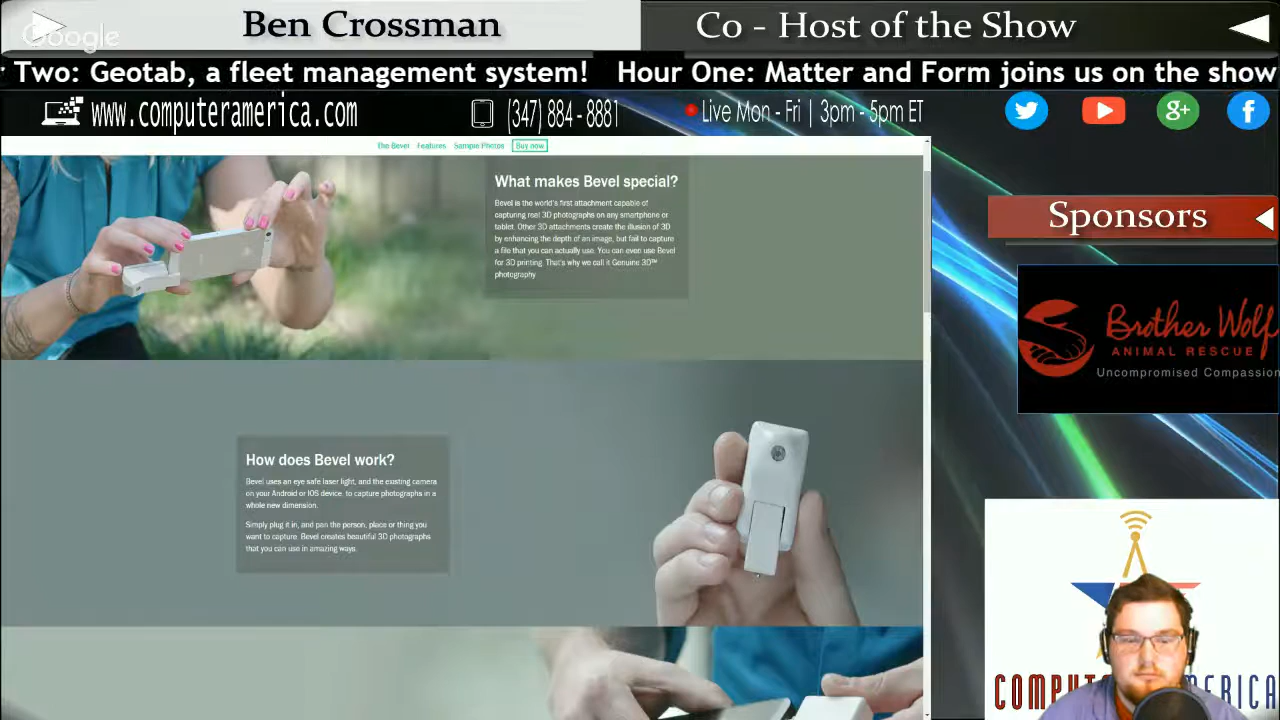 Google
Ben Crossman
Co - Host of the Show
Two: Geotab, a fleet management system! Hour One: Matter and Form joins us on the show
www.computeramerica.com
(347) 884 - 8881
Live Mon - Fri | 3pm - 5pm ET
The Bevel Features Sample Photos Buy now
What makes Bevel special?
Bevel is the world's first attachment capable of
capturing real 3D photographs on any smartphone or
tablet. Other 3D attachments create the illusion of 3D
by enhancing the depth of an image, but fail to capture
a file that you can actually use. You can even use Bevel
for 3D printing. That's why we call it Genuine 3D™
photography
How does Bevel work?
Bevel uses an eye safe laser light, and the existing camera
on your Android or IOS device, to capture photographs in a
whole new dimension.
Simply plug it in, and pan the person, place or thing you
want to capture. Bevel creates beautiful 3D photographs
that you can use in amazing ways.
Sponsors
Brother Wolf
ANIMAL RESCUE
Uncompromised Compassion